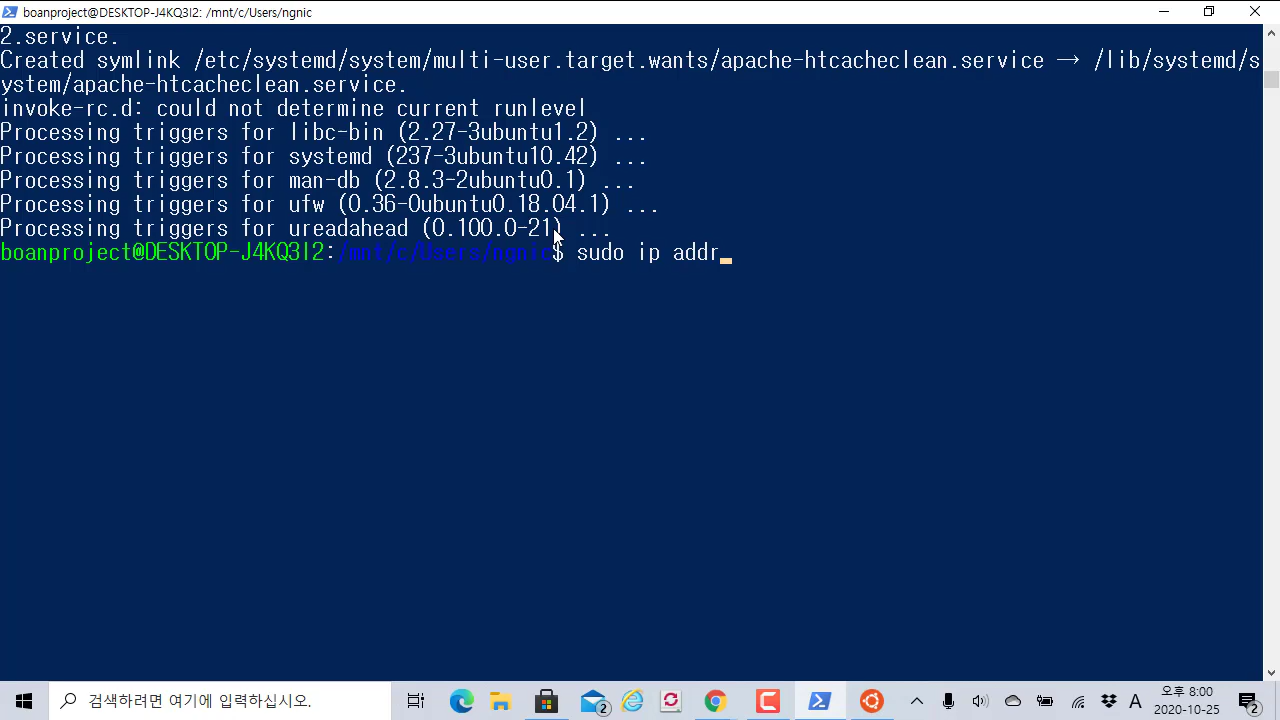 boanproject@DESKTOP-J4KQ3I2: /mnt/c/Users/ngnic
2.service.
Created symlink /etc/systemd/system/multi-user.target.wants/apache-htcacheclean.service → /lib/systemd/s
ystem/apache-htcacheclean.service.
invoke-rc.d: could not determine current runlevel
Processing triggers for libc-bin (2.27-3ubuntu1.2) ...
Processing triggers for systemd (237-3ubuntu10.42) ...
Processing triggers for man-db (2.8.3-2ubuntu0.1) ...
Processing triggers for ufw (0.36-0ubuntu0.18.04.1) ...
Processing triggers for ureadahead (0.100.0-21) ...
boanproject@DESKTOP-J4KQ3I2:/mnt/c/Users/ngnic$ sudo ip addr
검색하려면 여기에 입력하십시오.
2
A
오후 8:00
2020-10-25
2